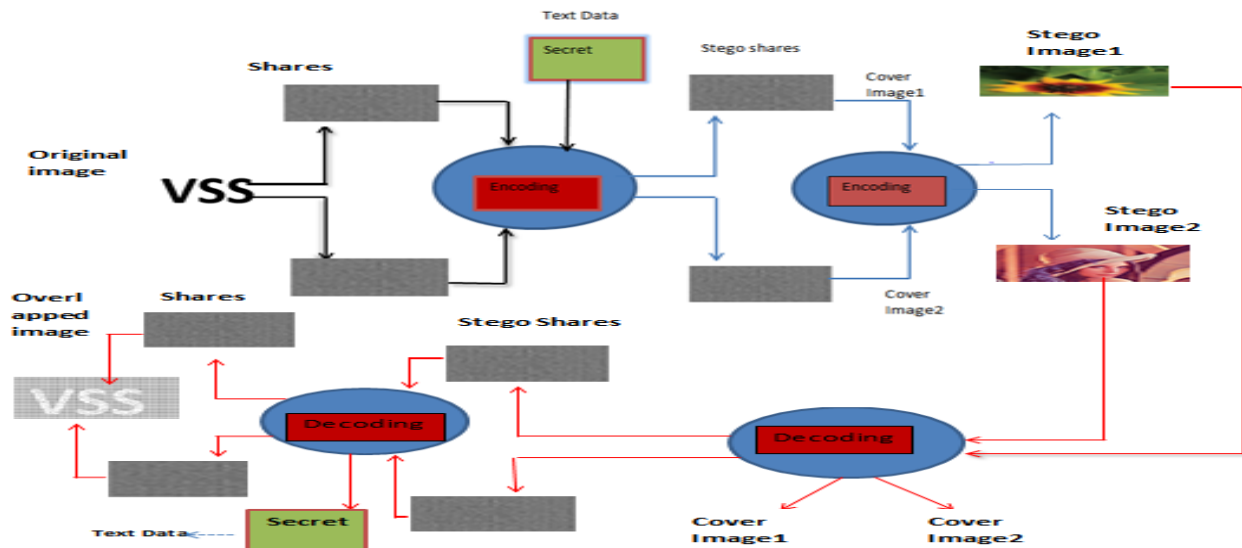 Text Data
Secret
Stego shares
Stego
Image1
Shares
Cover
Image1
Original
image
VSS
Encoding
Encoding
Stego
Image2
Cover
Image2
Overl
apped
image
Shares
Stego Shares
VSS
Decoding
Decoding
Secret
Text Data
Cover
Image1
Cover
Image2